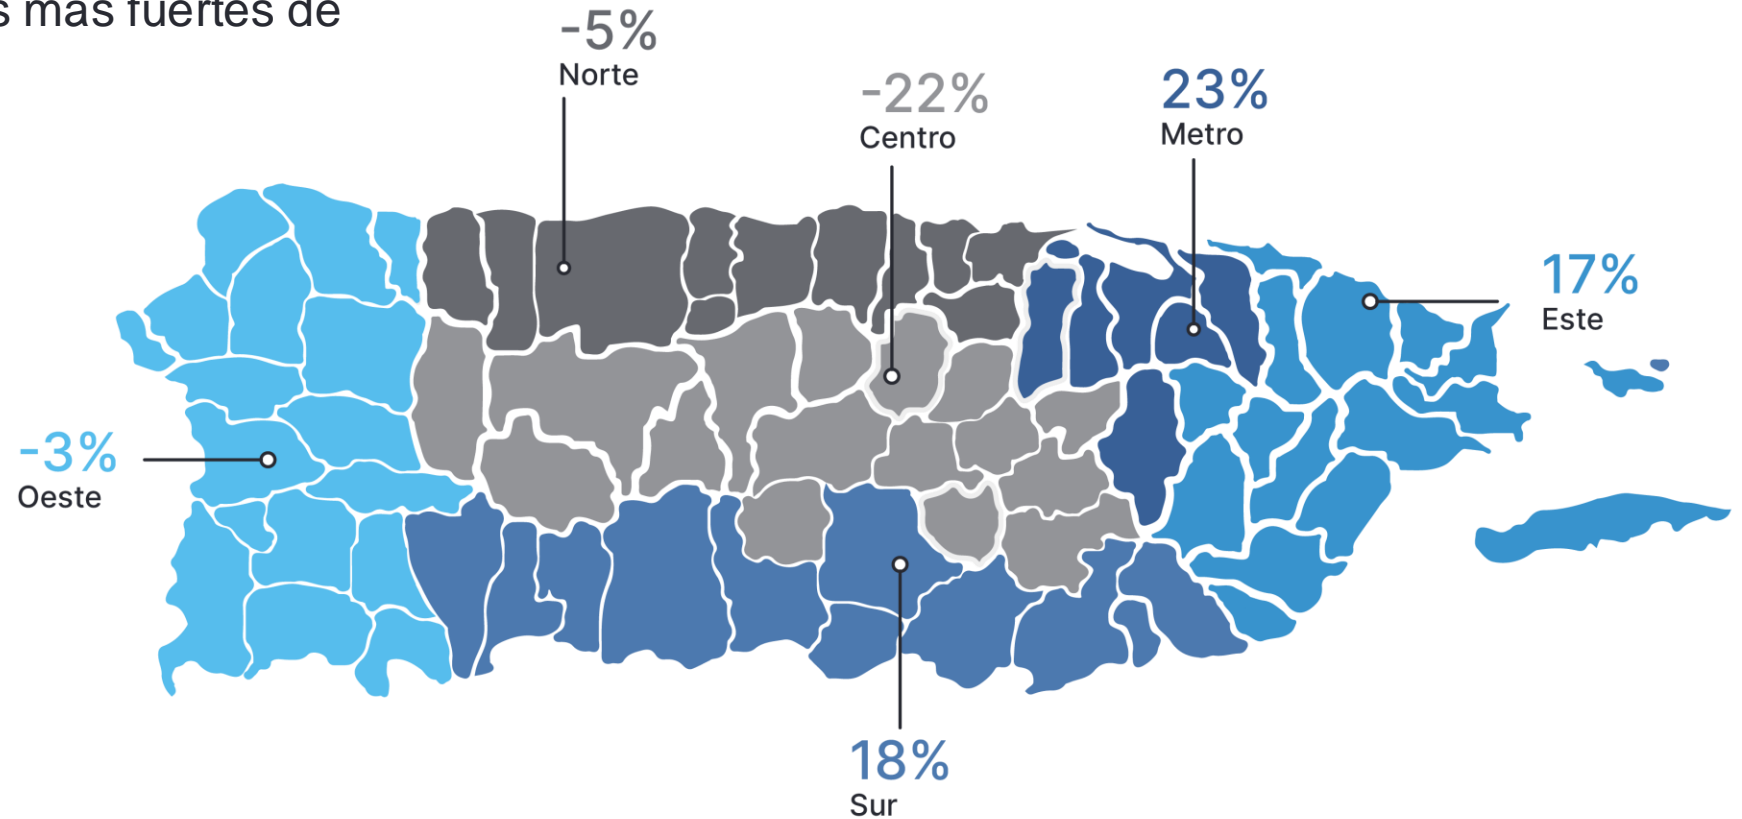 s mas fuertes de
-5%
Norte
-22%
Centro
23%
Metro
17%
Este
-3%
Oeste
18%
Sur